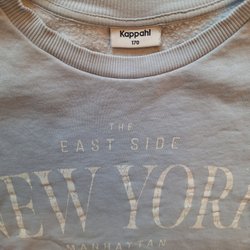 Kappahl
170
THE
EAST SIDE
NEW YORK
MANHATTAN